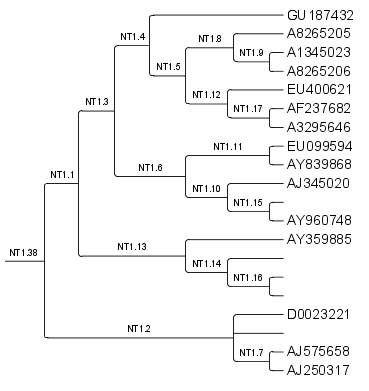 GU187432
NT1.4
A8265205
NT1.8
A1345023
NT1.9
NT1.5
A8265206
EU400621
NT1.12
NT1.3
AF237682
NT1.17
A3295646
EU099594
NT1.11
AY839868
NT1.6
NT1.1
AJ345020
NT1.10
NT1.15
AY960748
AY359885
NT1.13
NT1.38
NT1.14
NT1.16
D0023221
NT1.2
AJ575658
NT1.7
AJ250317